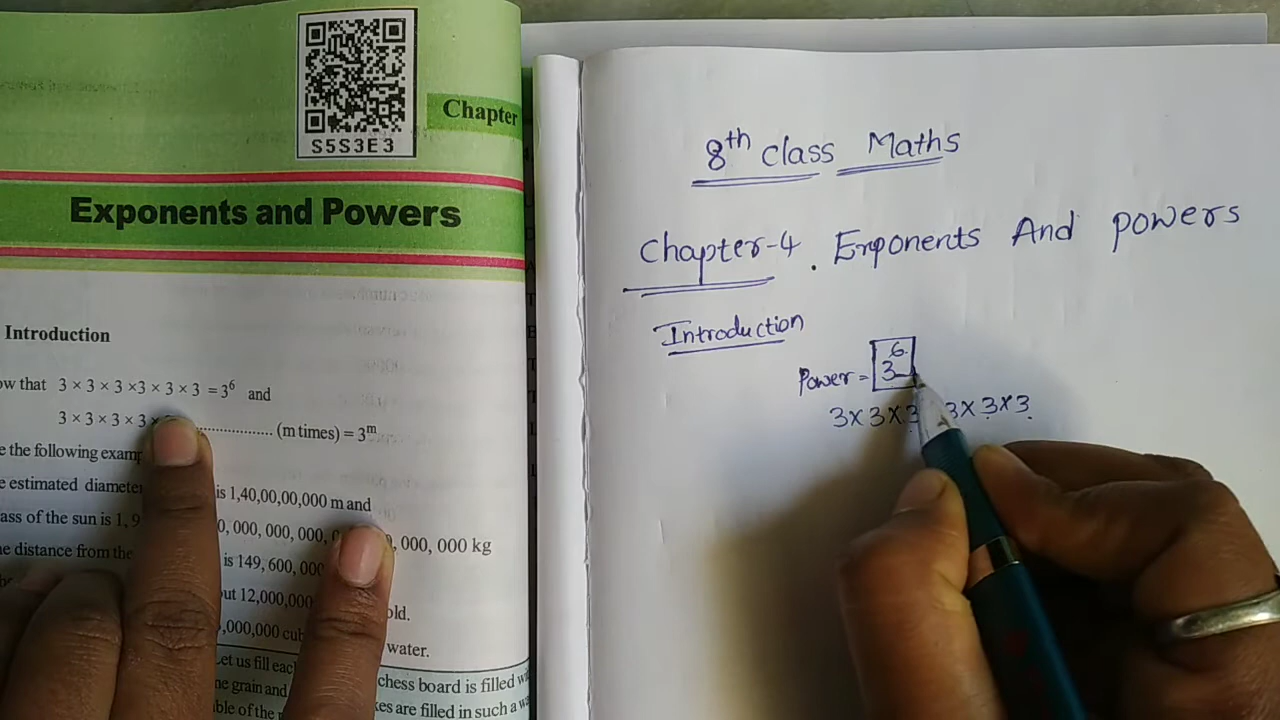 S5S3E3
Chapter
Exponents and Powers
Introduction
ow that 3 × 3 × 3 ×3 × 3 × 3 = 3⁶ and
3 × 3 × 3 × 3 × .................. (m times) = 3ᵐ
e the following exam
e estimated diameter is 1,40,00,00,000 m and
ass of the sun is 1, 9 0, 000, 000, 000, , 000, 000 kg
e distance from the is 149, 600, 000
ut 12,000,000 old.
,000,000 cub water.
Let us fill eac chess board is filled
ne grain and kes are filled in such a
ble of the
8th class Maths
Chapter-4. Exponents And powers
Introduction
Power = 3⁶
3×3×3 3×3×3